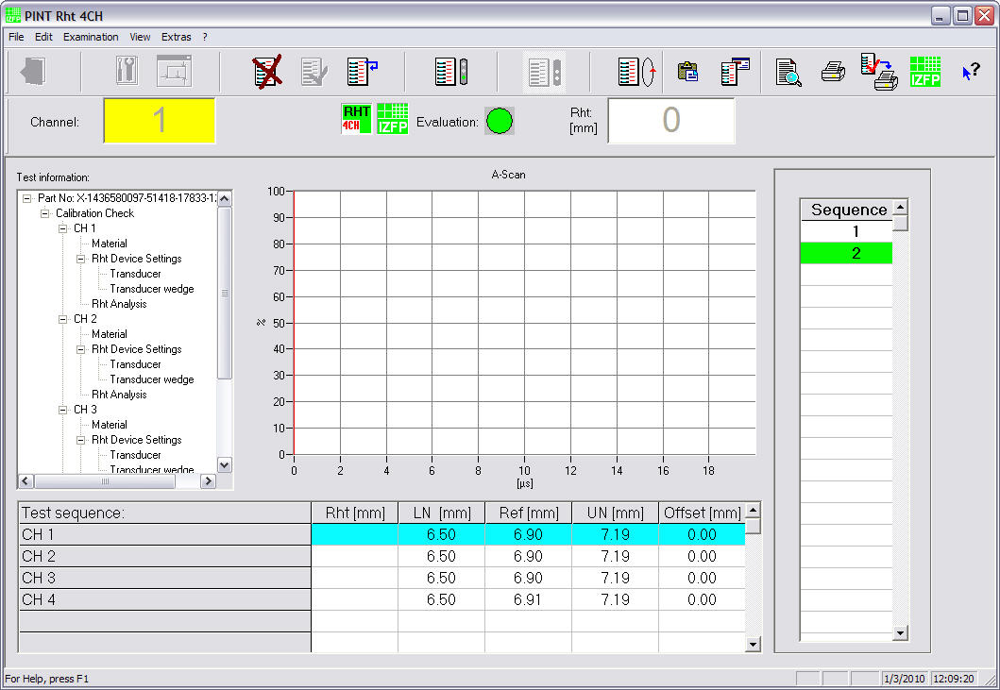 PINT Rht 4CH
File Edit Examination View Extras ?
IZFP
Channel: 1 RHT 4CH IZFP Evaluation: Rht: [mm] 0
Test information:
Part No: X-1436580097-51418-17833-1
Calibration Check
CH 1
Material
Rht Device Settings
Transducer
Transducer wedge
Rht Analysis
CH 2
Material
Rht Device Settings
Transducer
Transducer wedge
Rht Analysis
CH 3
Material
Rht Device Settings
Transducer
Transducer wedge
A-Scan
100
90
80
70
60
% 50
40
30
20
10
0
0 2 4 6 8 10 12 14 16 18
[µs]
Sequence
1
2
Test sequence: Rht [mm] LN [mm] Ref [mm] UN [mm] Offset [mm]
CH 1 6.50 6.90 7.19 0.00
CH 2 6.50 6.90 7.19 0.00
CH 3 6.50 6.90 7.19 0.00
CH 4 6.50 6.91 7.19 0.00
For Help, press F1 1/3/2010 12:09:20